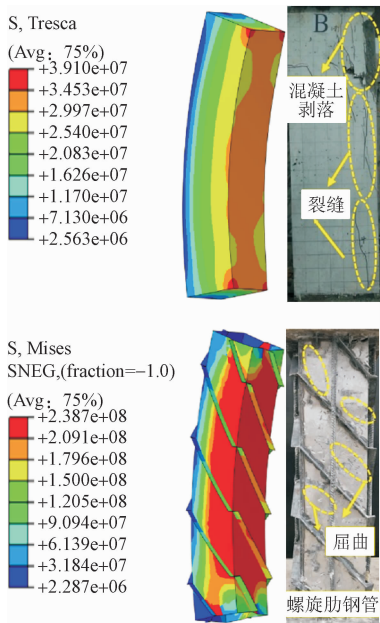 S, Tresca
(Avg: 75%)
+3.910e+07
+3.453e+07
+2.997e+07
+2.540e+07
+2.083e+07
+1.626e+07
+1.170e+07
+7.130e+06
+2.563e+06
B
混凝土
剥落
裂缝
S, Mises
SNEG,(fraction=−1.0)
(Avg: 75%)
+2.387e+08
+2.091e+08
+1.796e+08
+1.500e+08
+1.205e+08
+9.094e+07
+6.139e+07
+3.184e+07
+2.287e+06
屈曲
螺旋肋钢管